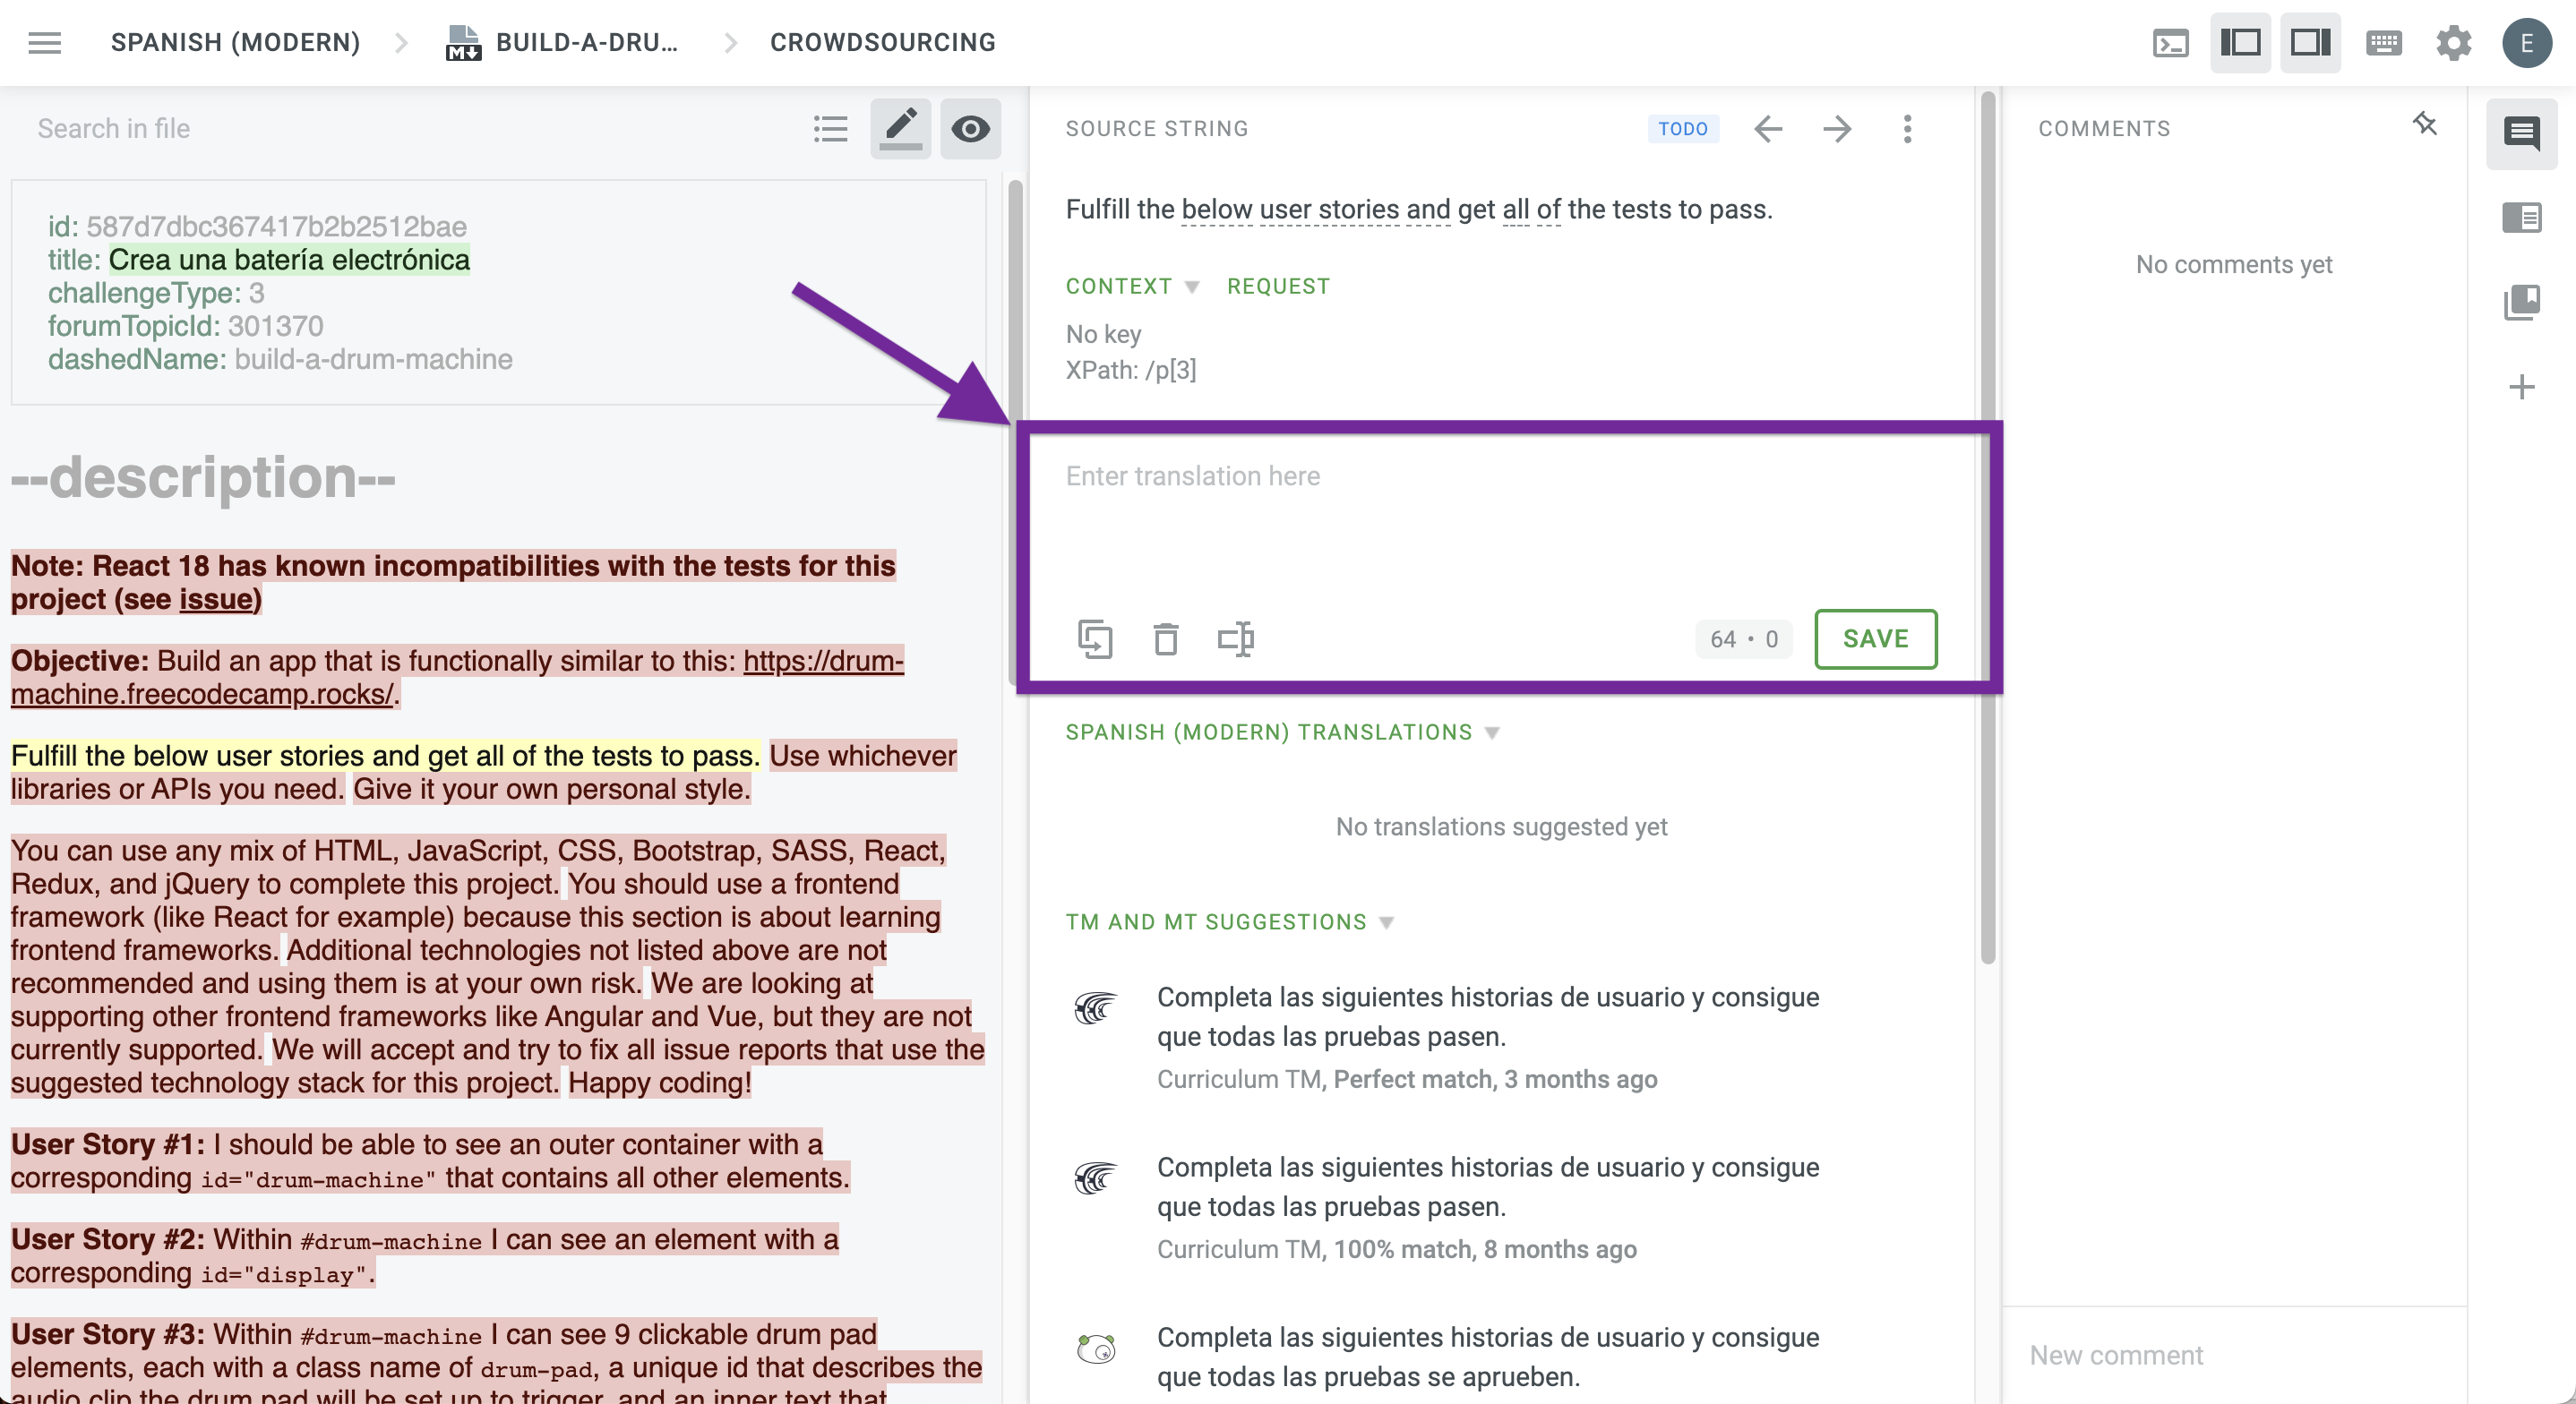 SPANISH (MODERN)
M↓
BUILD-A-DRU...
CROWDSOURCING
E
Search in file
id: 587d7dbc367417b2b2512bae
title: Crea una batería electrónica
challengeType: 3
forumTopicId: 301370
dashedName: build-a-drum-machine
--description--
Note: React 18 has known incompatibilities with the tests for this
project (see issue)
Objective: Build an app that is functionally similar to this: https://drum-
machine.freecodecamp.rocks/.
Fulfill the below user stories and get all of the tests to pass. Use whichever
libraries or APIs you need. Give it your own personal style.
You can use any mix of HTML, JavaScript, CSS, Bootstrap, SASS, React,
Redux, and jQuery to complete this project. You should use a frontend
framework (like React for example) because this section is about learning
frontend frameworks. Additional technologies not listed above are not
recommended and using them is at your own risk. We are looking at
supporting other frontend frameworks like Angular and Vue, but they are not
currently supported. We will accept and try to fix all issue reports that use the
suggested technology stack for this project. Happy coding!
User Story #1: I should be able to see an outer container with a
corresponding id="drum-machine" that contains all other elements.
User Story #2: Within #drum-machine I can see an element with a
corresponding id="display".
User Story #3: Within #drum-machine I can see 9 clickable drum pad
elements, each with a class name of drum-pad, a unique id that describes the
audio clip the drum pad will be set up to trigger, and an inner text that
SOURCE STRING
TODO
Fulfill the below user stories and get all of the tests to pass.
CONTEXT
REQUEST
No key
XPath: /p[3]
Enter translation here
64 • 0
SAVE
SPANISH (MODERN) TRANSLATIONS
No translations suggested yet
TM AND MT SUGGESTIONS
Completa las siguientes historias de usuario y consigue
que todas las pruebas pasen.
Curriculum TM, Perfect match, 3 months ago
Completa las siguientes historias de usuario y consigue
que todas las pruebas pasen.
Curriculum TM, 100% match, 8 months ago
Completa las siguientes historias de usuario y consigue
que todas las pruebas se aprueben.
COMMENTS
No comments yet
New comment